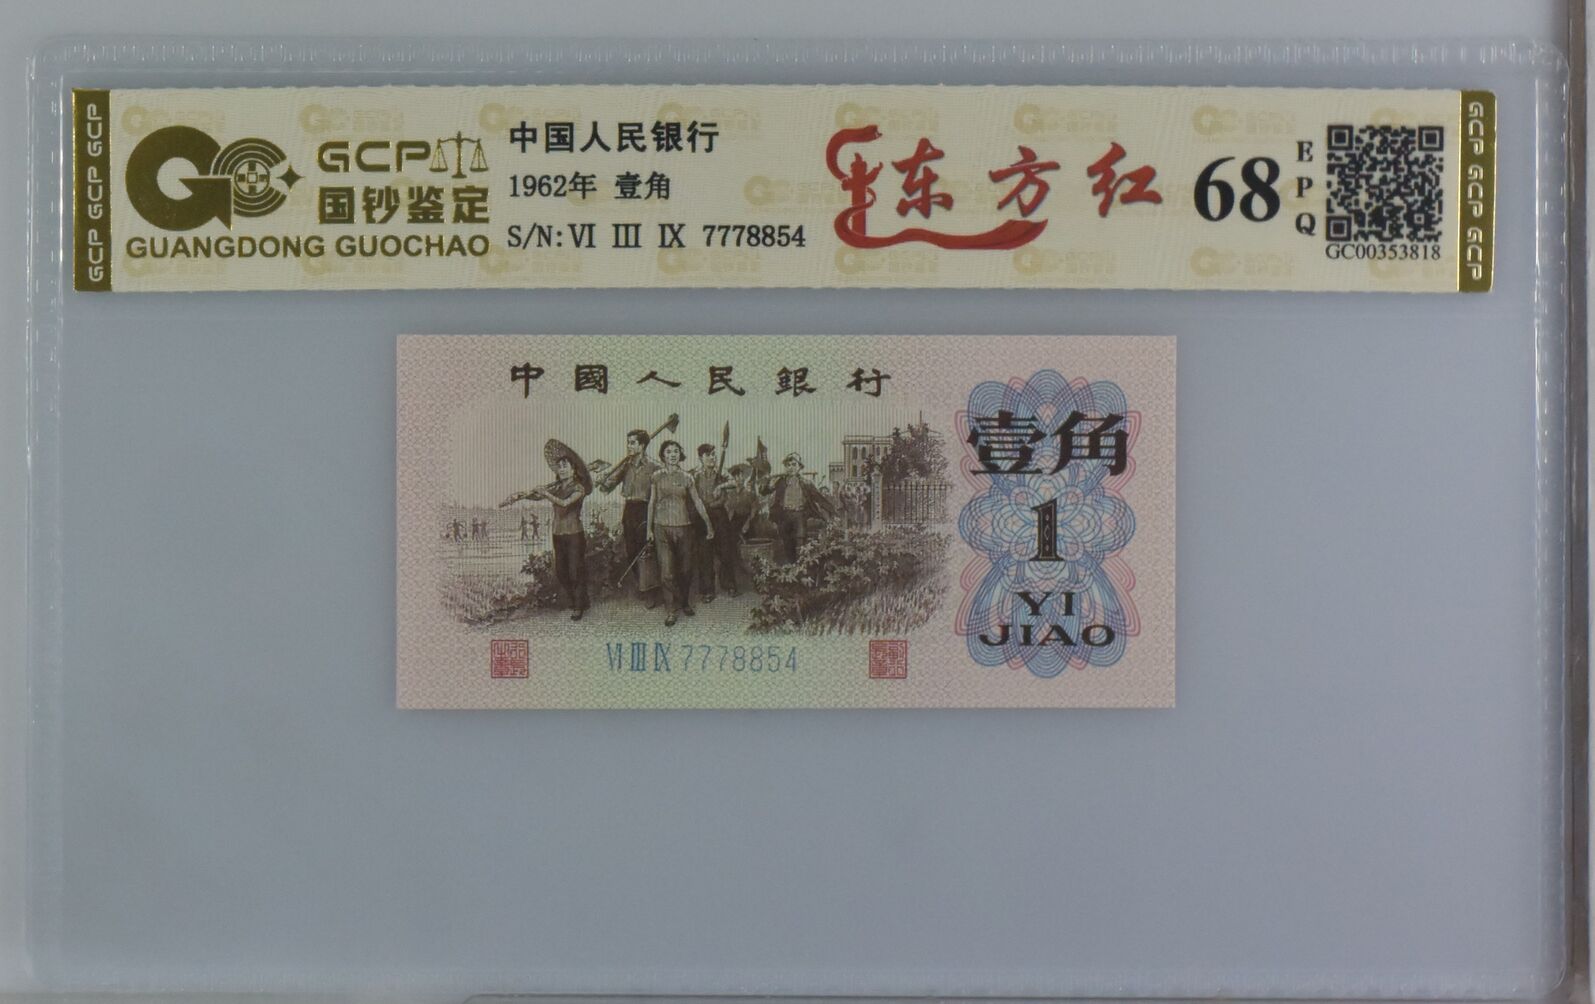 GCP GCP GCP
GCP
国钞鉴定
GUANGDONG GUOCHAO
中国人民银行
1962年 壹角
S/N: VI III IX 7778854
东方红
68
EPQ
GC00353818
GCP GCP GCP
中國人民銀行
壹角
1
YI
JIAO
VI III IX 7778854